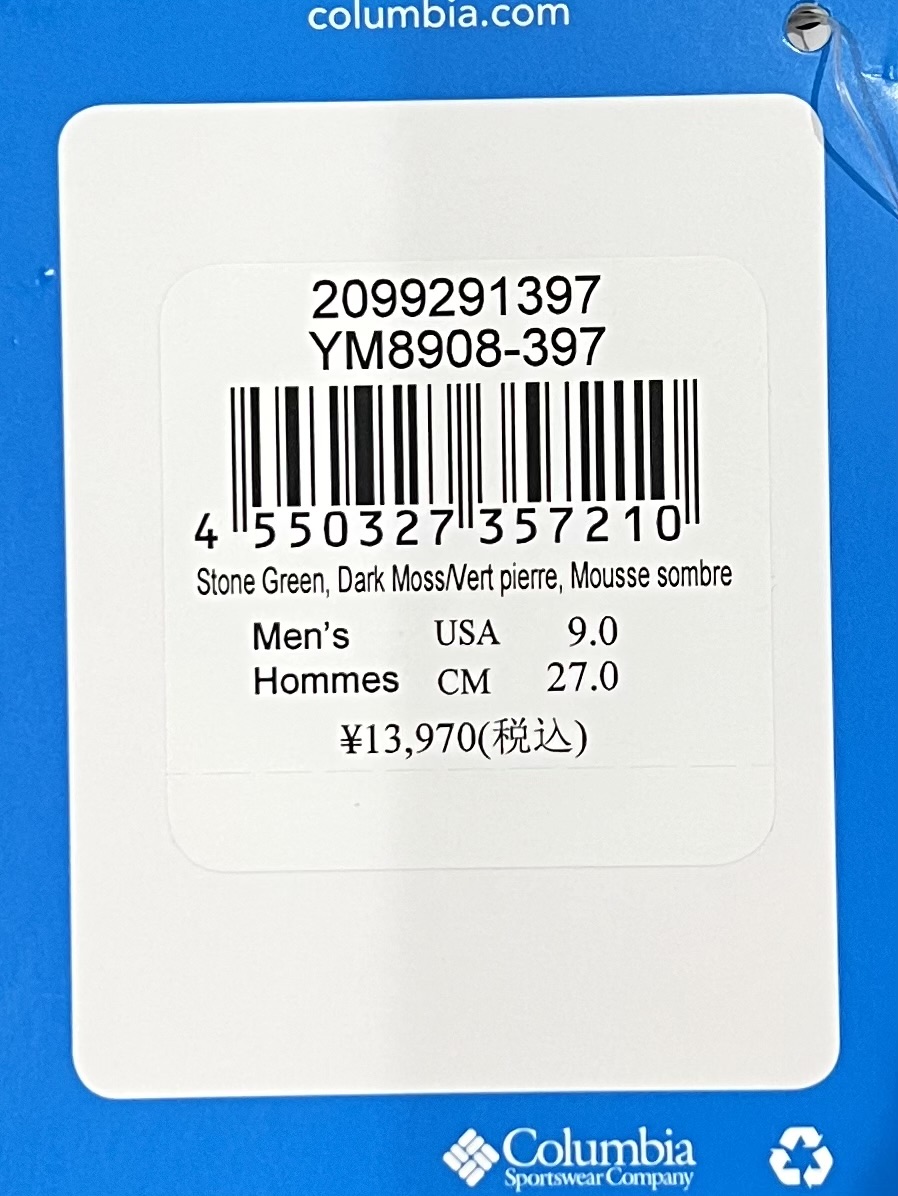 columbia.com
2099291397
YM8908-397
4 550327 357210
Stone Green, Dark Moss/Vert pierre, Mousse sombre
Men's USA 9.0
Hommes CM 27.0
¥13,970(税込)
Columbia
Sportswear Company